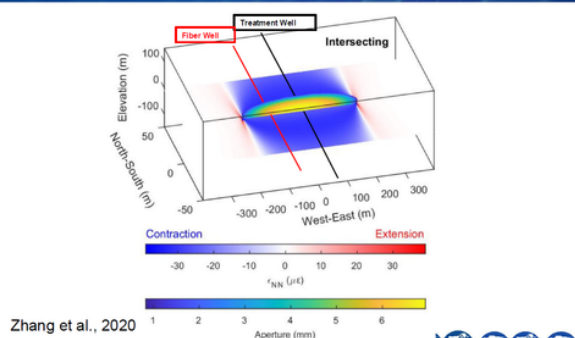 Treatment Well
Fiber Well
Intersecting
Elevation (m)
100
0
-100
North-South (m)
50
0
-50
-300 -200 -100 0 100 200 300
West-East (m)
Contraction Extension
-30 -20 -10 0 10 20 30
ϵNN (με)
1 2 3 4 5 6
Aperture (mm)
Zhang et al., 2020